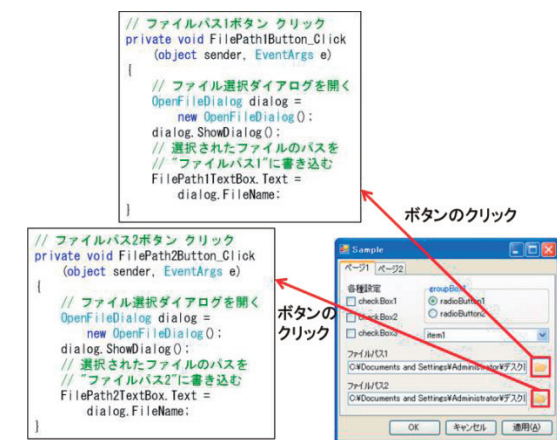 // ファイルパス1ボタン クリック
private void FilePath1Button_Click
(object sender, EventArgs e)
{
// ファイル選択ダイアログを開く
OpenFileDialog dialog =
new OpenFileDialog();
dialog.ShowDialog();
// 選択されたファイルのパスを
// "ファイルパス1"に書き込む
FilePath1TextBox.Text =
dialog.FileName;
}
ボタンのクリック
// ファイルパス2ボタン クリック
private void FilePath2Button_Click
(object sender, EventArgs e)
{
// ファイル選択ダイアログを開く
OpenFileDialog dialog =
new OpenFileDialog();
dialog.ShowDialog();
// 選択されたファイルのパスを
// "ファイルパス2"に書き込む
FilePath2TextBox.Text =
dialog.FileName;
}
ボタンの
クリック
Sample
ページ1 ページ2
各種設定 groupBox1
checkBox1 radioButton1
checkBox2 radioButton2
checkBox3 item1
ファイルパス1
C:¥Documents and Settings¥Administrator¥デスク
ファイルパス2
C:¥Documents and Settings¥Administrator¥デスク
OK キャンセル 適用(A)